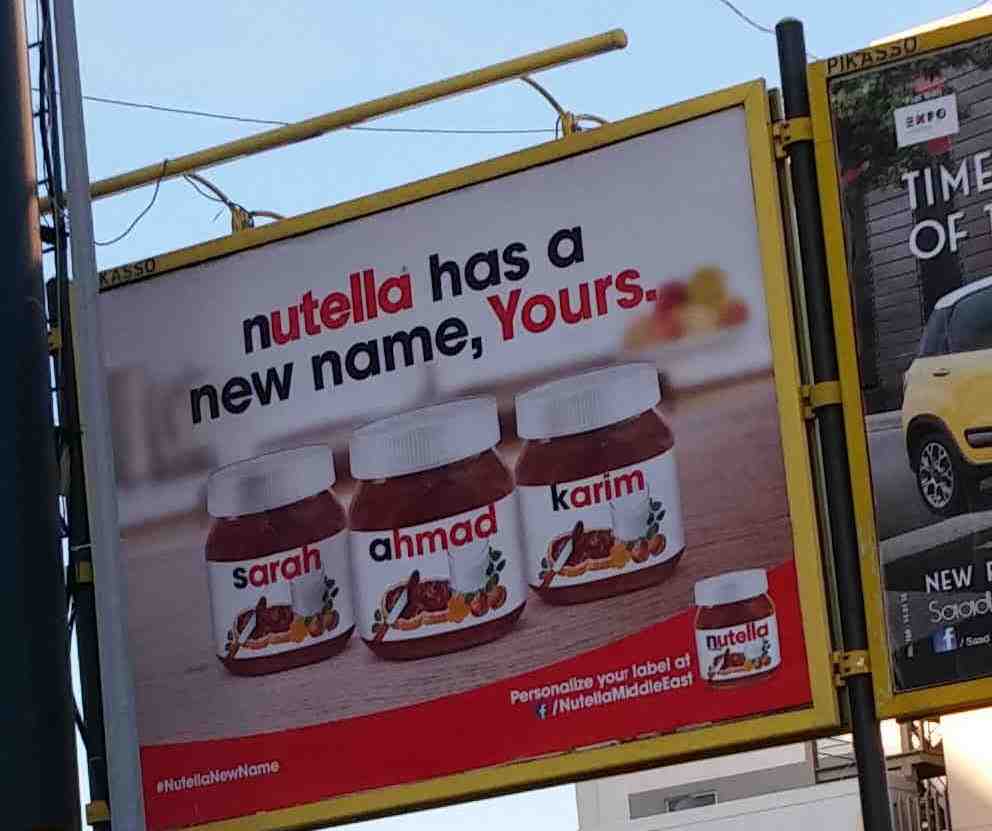 KASSO
nutella has a
new name, Yours.
sarah
ahmad
karim
nutella
Personalize your label at
f/NutellaMiddleEast
#NutellaNewName
PIKASSO
EXPO
TIME
OF
NEW
f